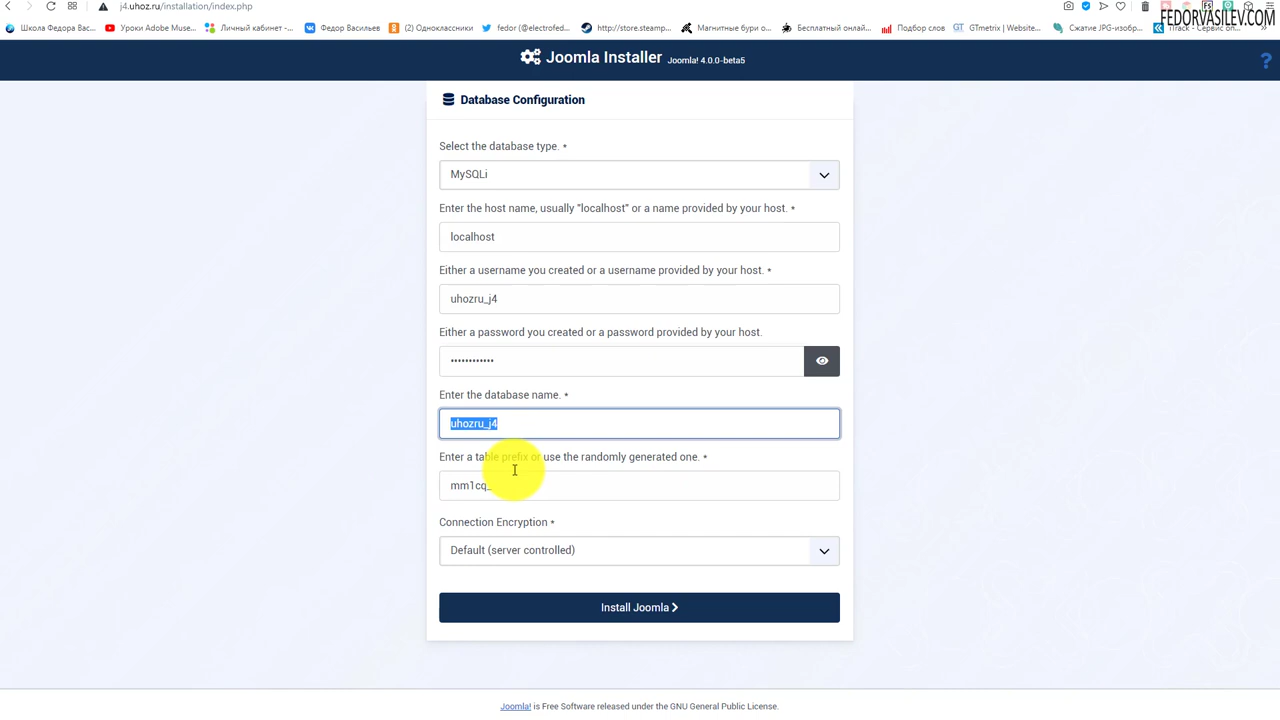 j4.uhoz.ru/installation/index.php
FEDORVASILEV.COM
Школа Федора Вас...
Уроки Adobe Muse...
Личный кабинет -...
Федор Васильев
(2) Одноклассники
fedor (@electrofed...
http://store.steamp...
Магнитные бури о...
Бесплатный онлай...
Подбор слов
GTmetrix | Websites...
Сжатие JPG-изобр...
Joomla Installer Joomla! 4.0.0-beta5
?
Database Configuration
Select the database type. *
MySQLi
Enter the host name, usually "localhost" or a name provided by your host. *
localhost
Either a username you created or a username provided by your host. *
uhozru_j4
Either a password you created or a password provided by your host.
••••••••••••
Enter the database name. *
uhozru_j4
Enter a table prefix or use the randomly generated one. *
mm1cq_
Connection Encryption *
Default (server controlled)
Install Joomla
Joomla! is Free Software released under the GNU General Public License.